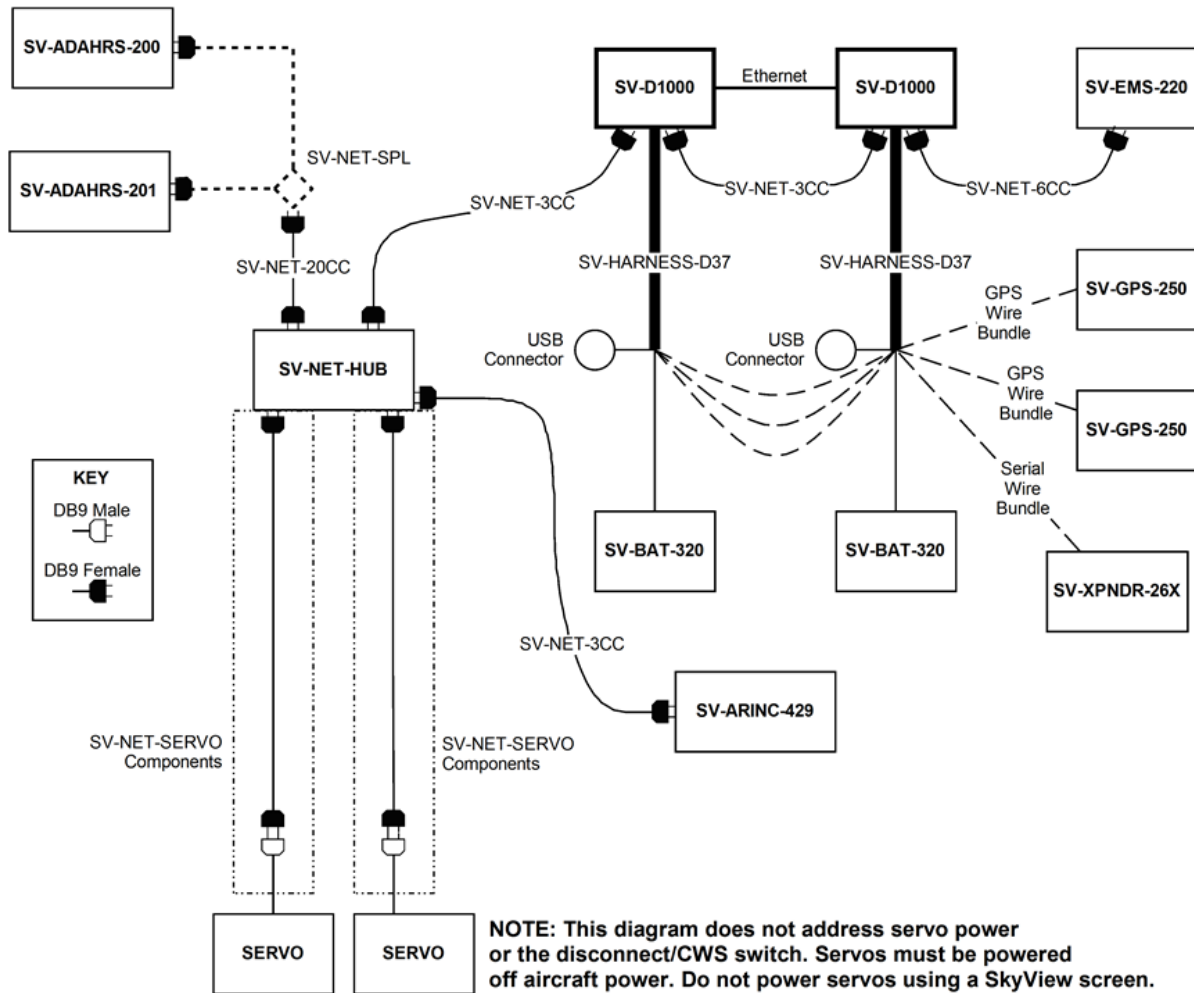 SV-ADAHRS-200
SV-D1000
Ethernet
SV-D1000
SV-EMS-220
SV-ADAHRS-201
SV-NET-SPL
SV-NET-3CC
SV-NET-3CC
SV-NET-6CC
SV-NET-20CC
SV-HARNESS-D37
SV-HARNESS-D37
GPS
Wire
Bundle
SV-GPS-250
USB
Connector
USB
Connector
SV-NET-HUB
GPS
Wire
Bundle
SV-GPS-250
KEY
DB9 Male
DB9 Female
Serial
Wire
Bundle
SV-BAT-320
SV-BAT-320
SV-XPNDR-26X
SV-NET-3CC
SV-ARINC-429
SV-NET-SERVO
Components
SV-NET-SERVO
Components
SERVO
SERVO
NOTE: This diagram does not address servo power
or the disconnect/CWS switch. Servos must be powered
off aircraft power. Do not power servos using a SkyView screen.